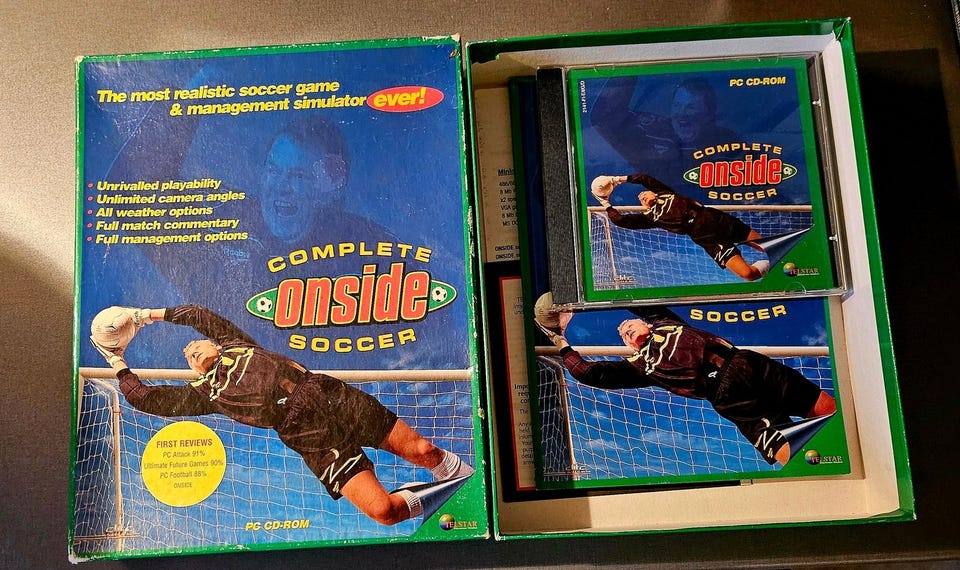 The most realistic soccer game
& management simulator ever!
Unrivalled playability
Unlimited camera angles
All weather options
Full match commentary
Full management options
COMPLETE
onside
SOCCER
FIRST REVIEWS
PC Attack 91%
Ultimate Future Games 90%
PC Football 88%
ONSIDE
PC CD-ROM
TELSTAR
PC CD-ROM
COMPLETE
onside
SOCCER
TELSTAR
SOCCER
TELSTAR